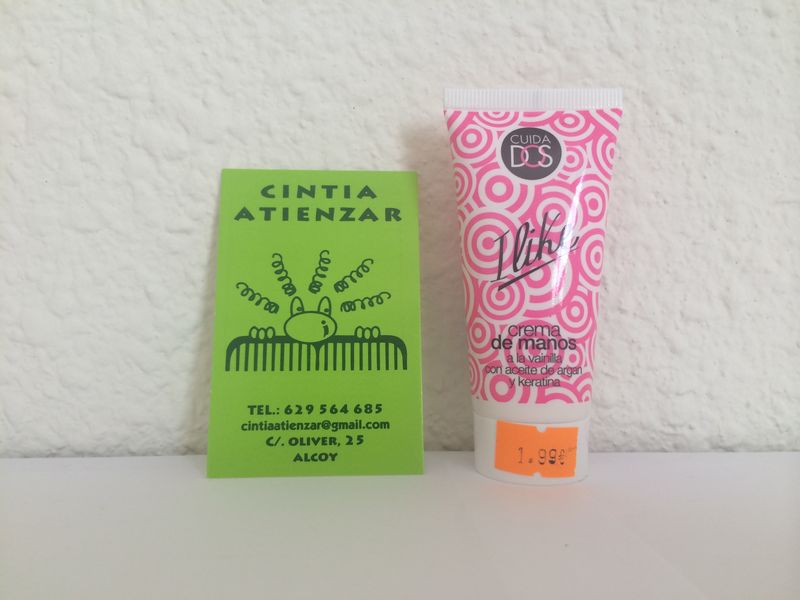 CINTIA
ATIENZAR
TEL.: 629 564 685
cintiaatienzar@gmail.com
C/. OLIVER, 25
ALCOY
CUIDA
DOS
I like
crema
de manos
a la vainilla
con aceite de argan
y keratina
1.99€